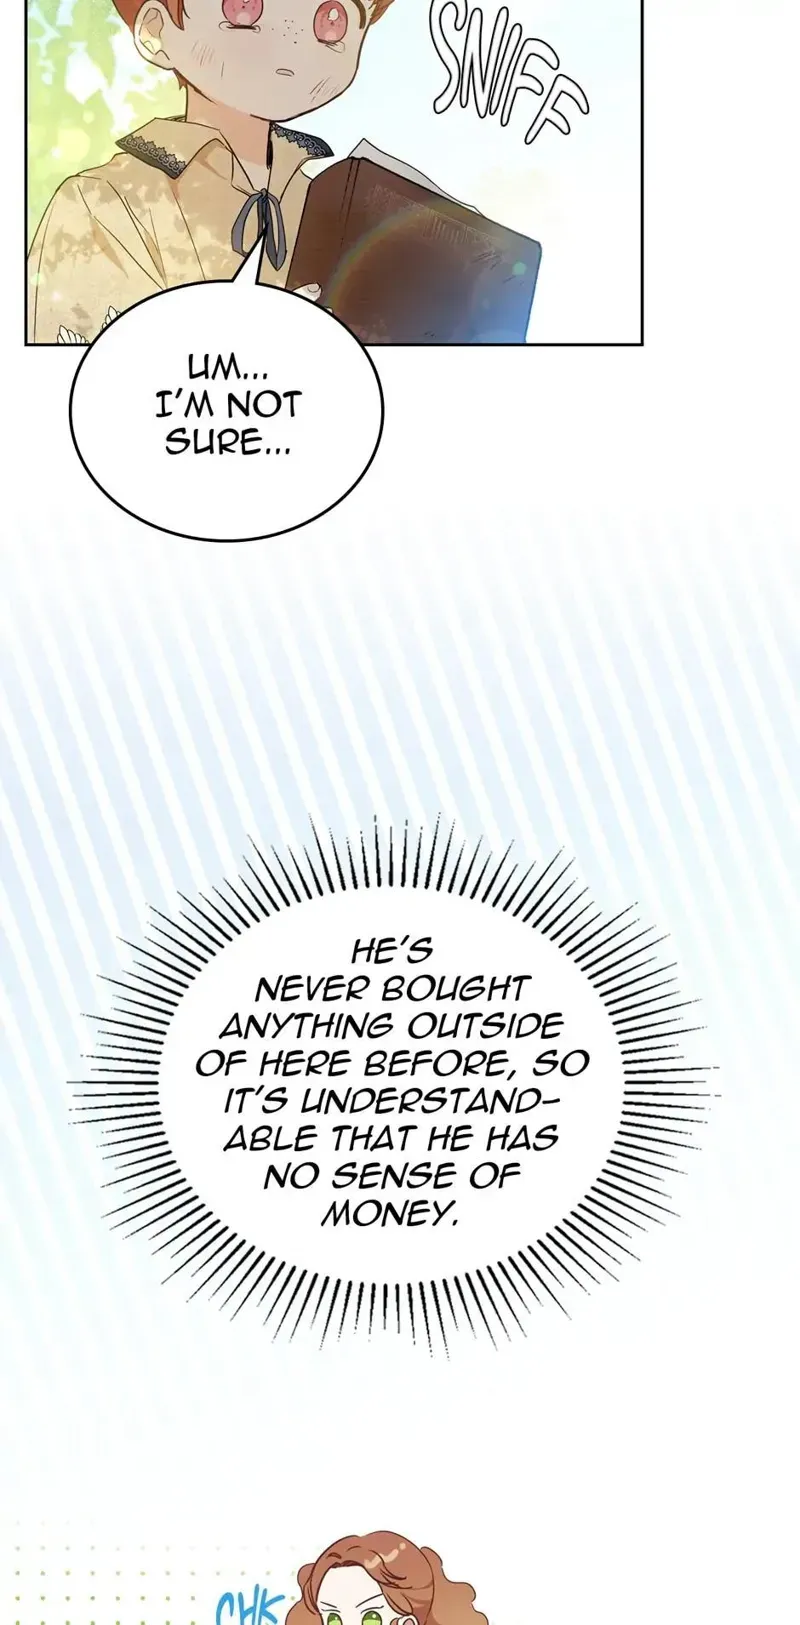 SNIFF
UM...
I'M NOT
SURE...
HE'S
NEVER BOUGHT
ANYTHING OUTSIDE
OF HERE BEFORE, SO
IT'S UNDERSTAND-
ABLE THAT HE HAS
NO SENSE OF
MONEY.
CHK